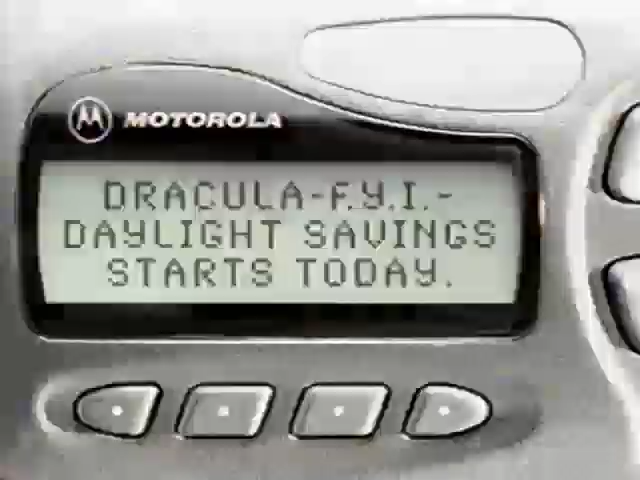 MOTOROLA
DRACULA-F.Y.I.-
DAYLIGHT SAVINGS
STARTS TODAY.